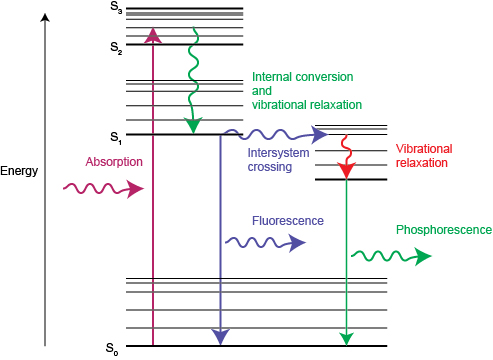 S3
S2
Internal conversion
and
vibrational relaxation
S1
Intersystem
crossing
Vibrational
relaxation
Absorption
Energy
Fluorescence
Phosphorescence
S0